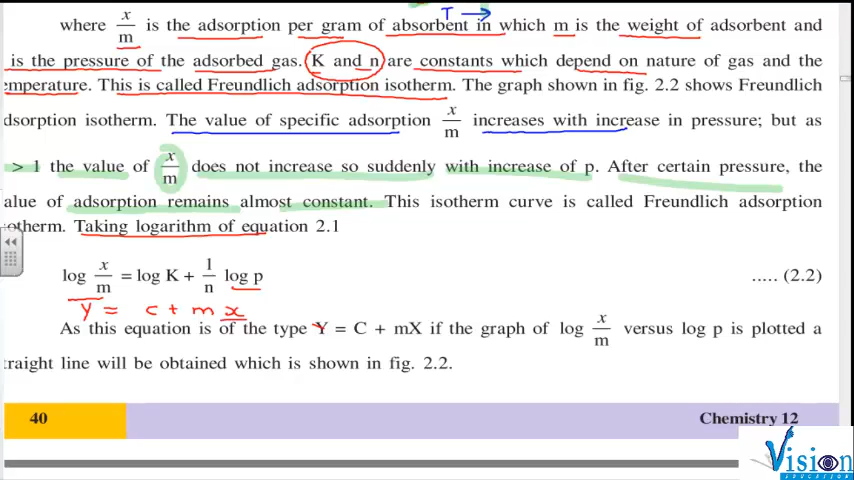 T →
where x/m is the adsorption per gram of absorbent in which m is the weight of adsorbent and
is the pressure of the adsorbed gas. K and n are constants which depend on nature of gas and the
emperature. This is called Freundlich adsorption isotherm. The graph shown in fig. 2.2 shows Freundlich
dsorption isotherm. The value of specific adsorption x/m increases with increase in pressure; but as
> 1 the value of x/m does not increase so suddenly with increase of p. After certain pressure, the
alue of adsorption remains almost constant. This isotherm curve is called Freundlich adsorption
otherm. Taking logarithm of equation 2.1
log x/m = log K + 1/n log p ..... (2.2)
Y = c + m x
As this equation is of the type Y = C + mX if the graph of log x/m versus log p is plotted a
traight line will be obtained which is shown in fig. 2.2.
40 Chemistry 12
Vision
EDUCATION